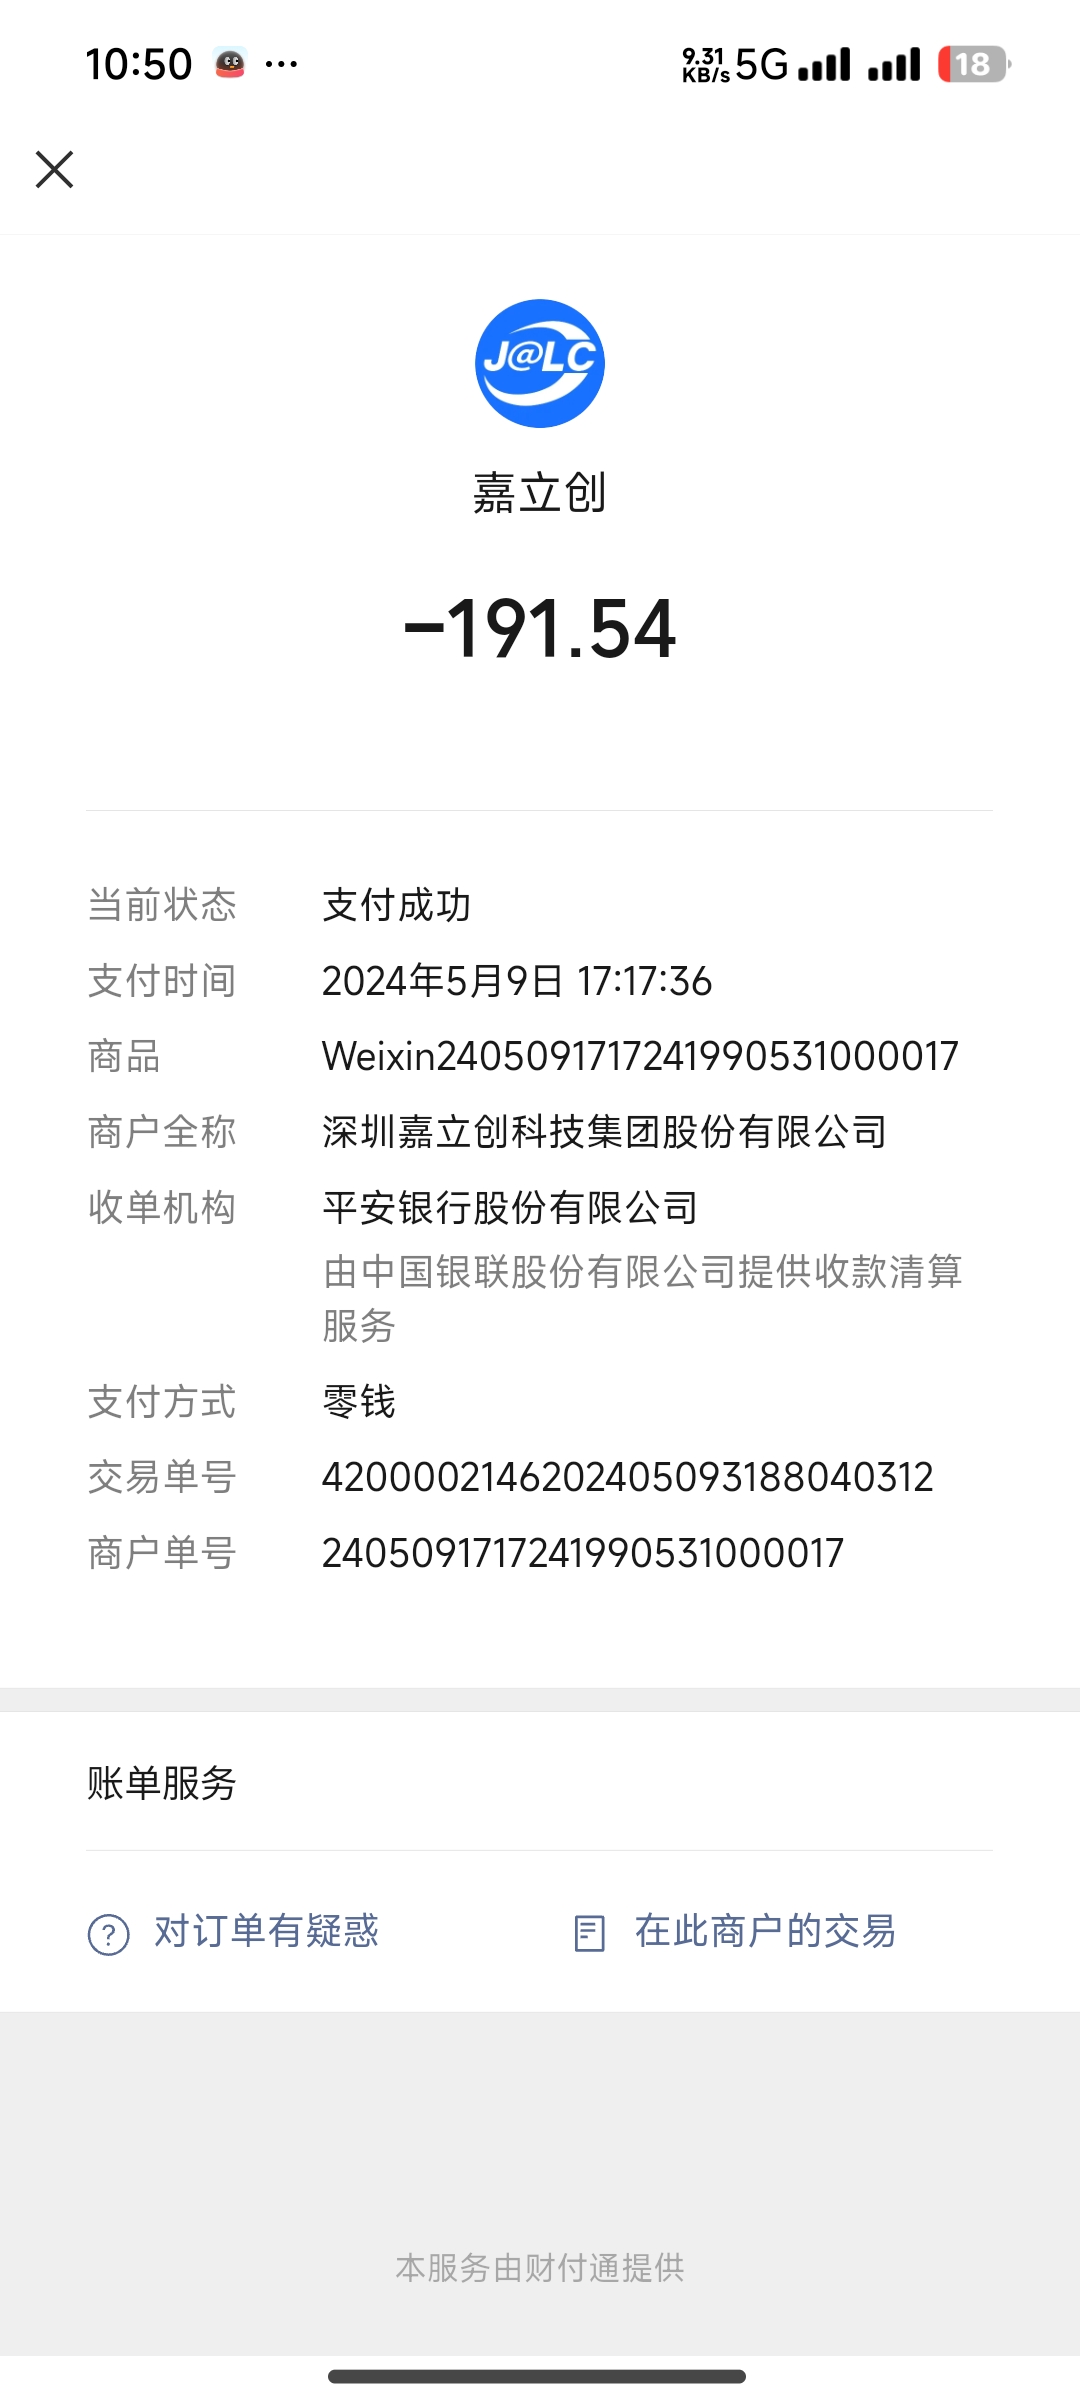 10:50 ··· 9.31 KB/s 5G 18
J@LC
嘉立创
-191.54
当前状态 支付成功
支付时间 2024年5月9日 17:17:36
商品 Weixin2405091717241990531000017
商户全称 深圳嘉立创科技集团股份有限公司
收单机构 平安银行股份有限公司
由中国银联股份有限公司提供收款清算
服务
支付方式 零钱
交易单号 4200002146202405093188040312
商户单号 2405091717241990531000017
账单服务
对订单有疑惑 在此商户的交易
本服务由财付通提供